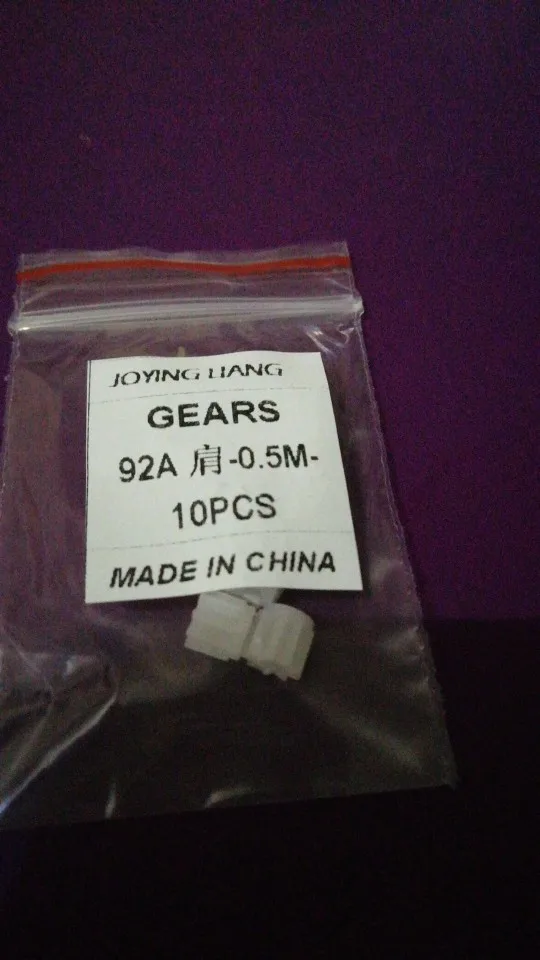 JOYING LIANG
GEARS
92A 肩-0.5M-
10PCS
MADE IN CHINA